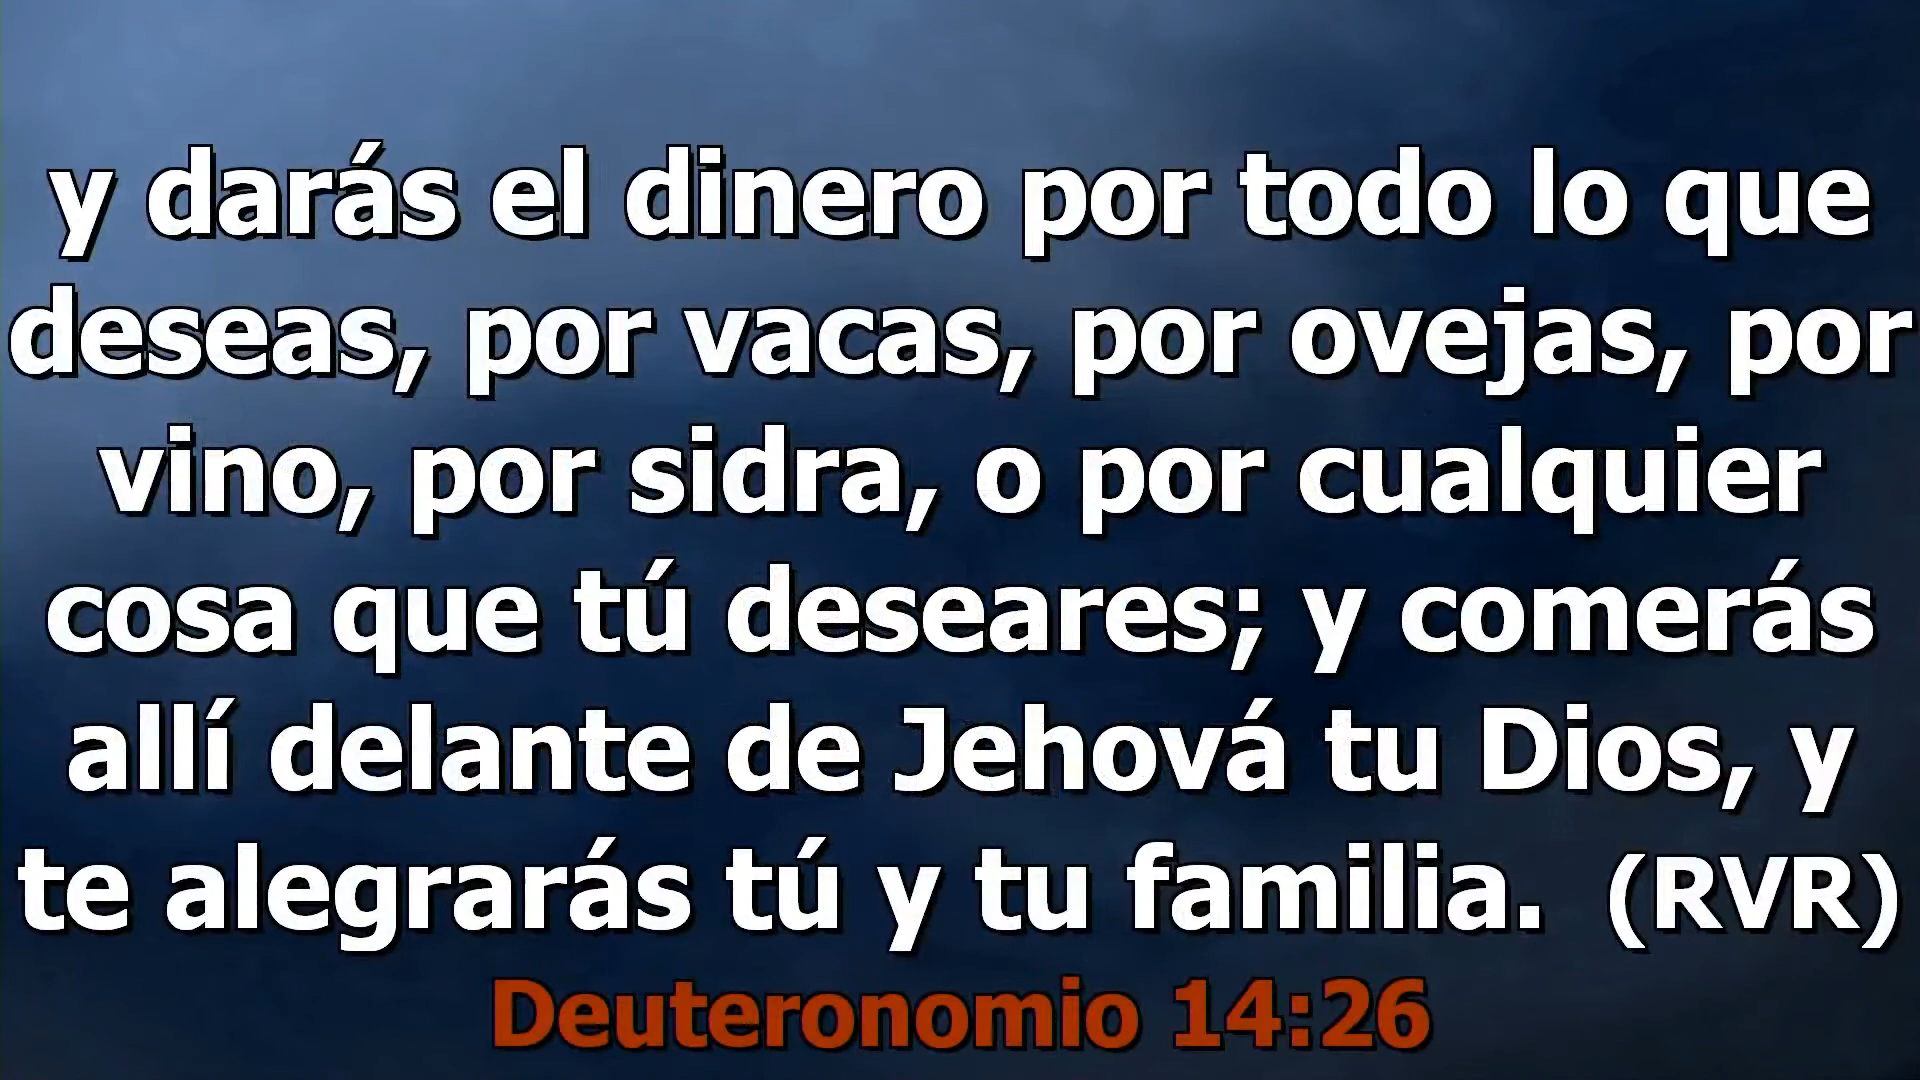 y darás el dinero por todo lo que
deseas, por vacas, por ovejas, por
vino, por sidra, o por cualquier
cosa que tú deseares; y comerás
allí delante de Jehová tu Dios, y
te alegrarás tú y tu familia. (RVR)
Deuteronomio 14:26